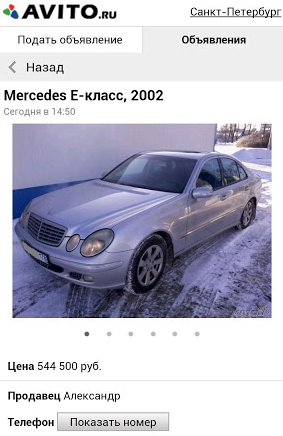 AVITO.RU
Санкт-Петербург
Подать объявление
Объявления
Назад
Mercedes E-класс, 2002
Сегодня в 14:50
Цена 544 500 руб.
Продавец Александр
Телефон Показать номер